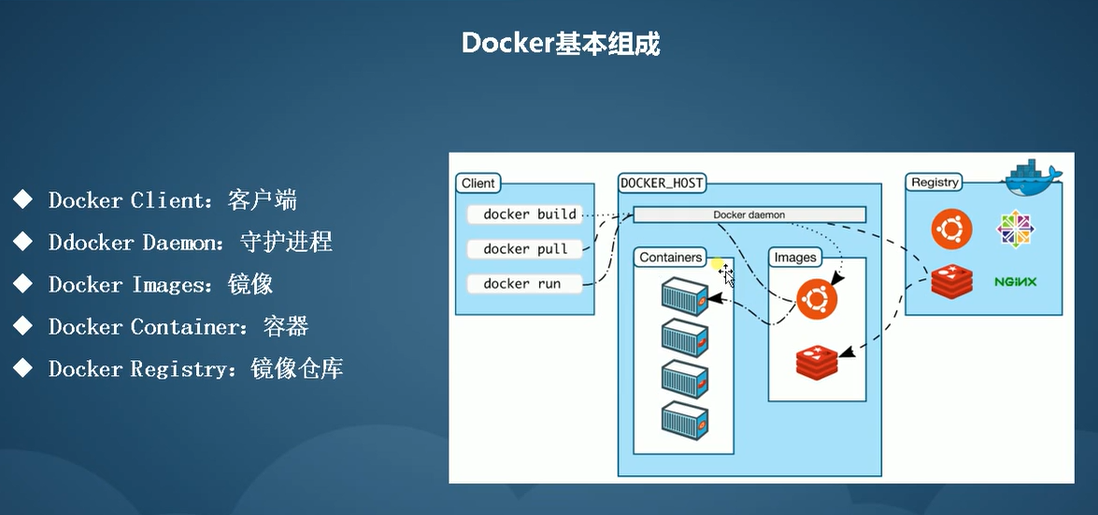 Docker基本组成
Docker Client：客户端
Ddocker Daemon：守护进程
Docker Images：镜像
Docker Container：容器
Docker Registry：镜像仓库
Client
docker build
docker pull
docker run
DOCKER_HOST
Docker daemon
Containers
Images
Registry
NGINX